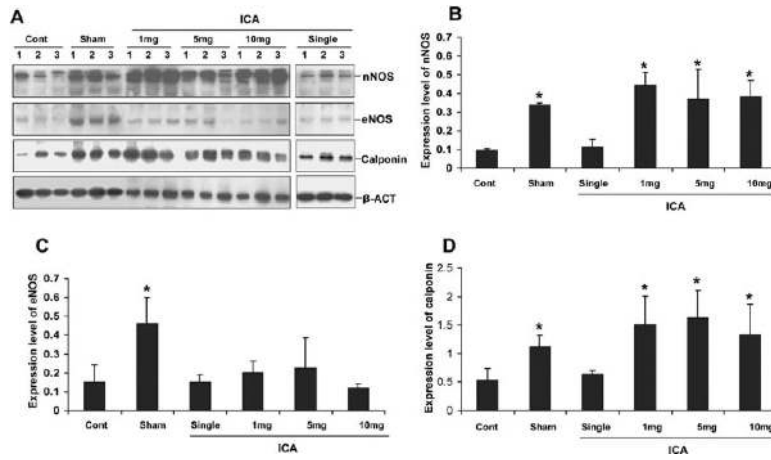 A
ICA
Cont Sham 1mg 5mg 10mg Single
1 2 3 1 2 3 1 2 3 1 2 3 1 2 3 1 2 3
nNOS
eNOS
Calponin
β-ACT
B
Expression level of nNOS
0.7
0.6
0.5
0.4
0.3
0.2
0.1
0
* * * *
Cont Sham Single 1mg 5mg 10mg
ICA
C
Expression level of eNOS
0.7
0.6
0.5
0.4
0.3
0.2
0.1
0
*
Cont Sham Single 1mg 5mg 10mg
ICA
D
Expression level of calponin
2.5
2
1.5
1
0.5
0
* * * *
Cont Sham Single 1mg 5mg 10mg
ICA